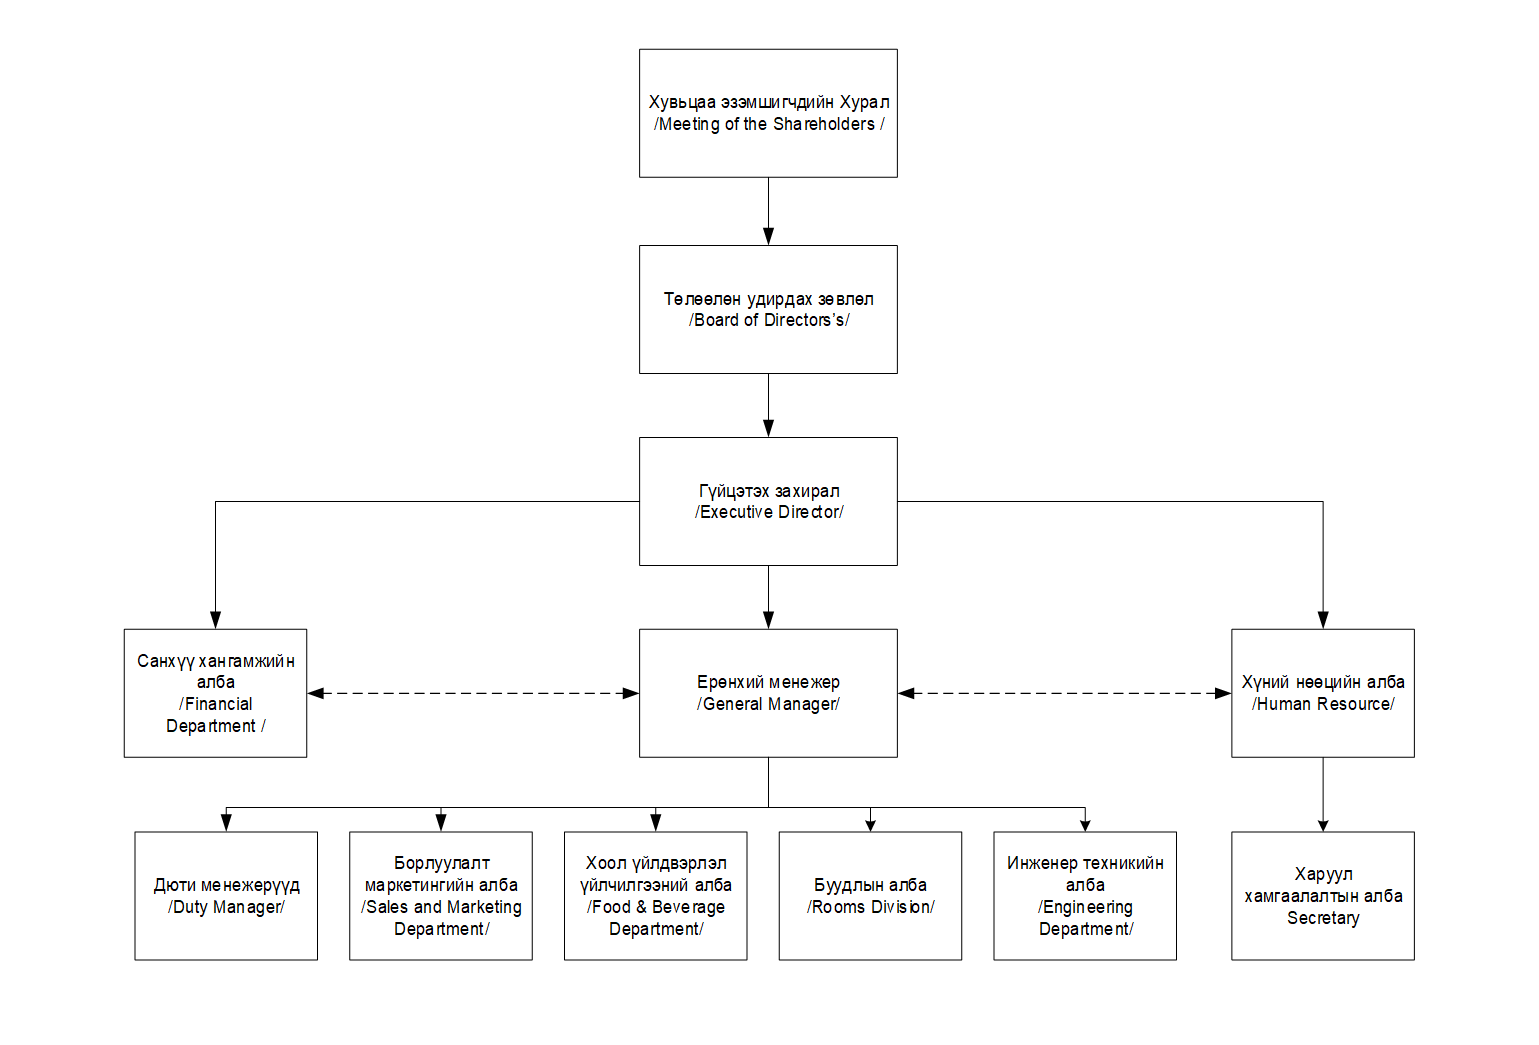 Хувьцаа эзэмшигчдийн Хурал
/Meeting of the Shareholders /
Төлөөлөн удирдах зөвлөл
/Board of Directors’s/
Гүйцэтэх захирал
/Executive Director/
Санхүү хангамжийн
алба
/Financial
Department /
Ерөнхий менежер
/General Manager/
Хүний нөөцийн алба
/Human Resource/
Дюти менежерүүд
/Duty Manager/
Борлуулалт
маркетингийн алба
/Sales and Marketing
Department/
Хоол үйлдвэрлэл
үйлчилгээний алба
/Food & Beverage
Department/
Буудлын алба
/Rooms Division/
Инженер техникийн
алба
/Engineering
Department/
Харуул
хамгаалалтын алба
Secretary